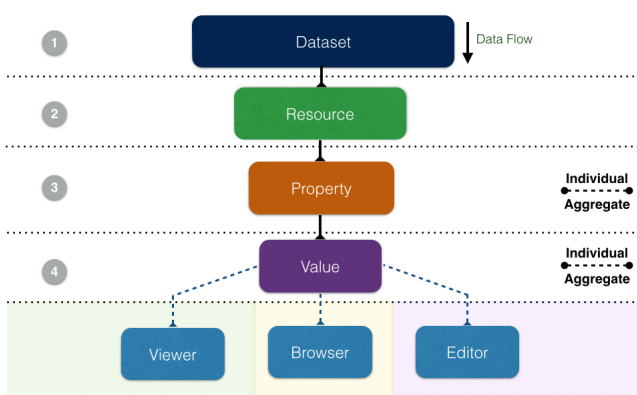 1
Dataset
Data Flow
2
Resource
3
Property
Individual
Aggregate
4
Value
Individual
Aggregate
Viewer
Browser
Editor